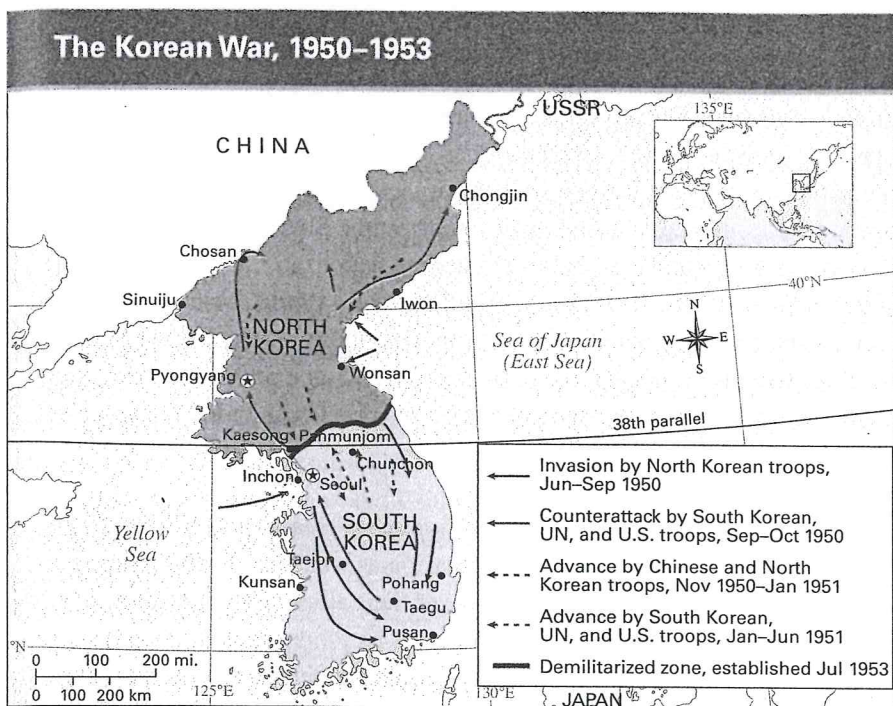 The Korean War, 1950–1953
USSR
135°E
CHINA
Chongjin
Chosan
40°N
Sinuiju
Iwon
NORTH
KOREA
N
W E
S
Sea of Japan
(East Sea)
Pyongyang
Wonsan
38th parallel
Kaesong
Panmunjom
Chunchon
Inchon
Seoul
Yellow
Sea
SOUTH
KOREA
Taejon
Kunsan
Pohang
Taegu
Pusan
°N
0 100 200 mi.
0 100 200 km
125°E
130°E
JAPAN
Invasion by North Korean troops,
Jun–Sep 1950
Counterattack by South Korean,
UN, and U.S. troops, Sep–Oct 1950
Advance by Chinese and North
Korean troops, Nov 1950–Jan 1951
Advance by South Korean,
UN, and U.S. troops, Jan–Jun 1951
Demilitarized zone, established Jul 1953